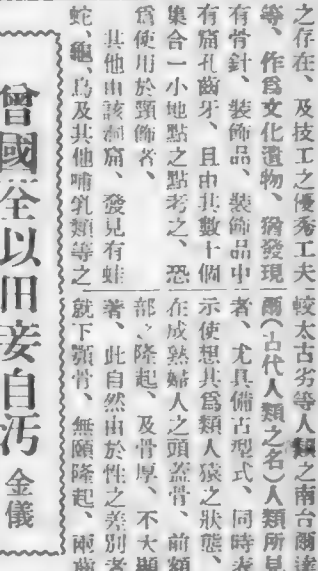 之存在、及技工之優秀工夫
等、作爲文化遺物、猶發現
有骨針、裝飾品、裝飾品中
有窩孔齒牙、且由其數十個
集合一小地點之點考之、恐
爲使用於頸飾者、
其他由該洞窩、發見有蛙
蛇、龜、鳥及其他哺乳類等之
較太古劣等人類之南台爾達
爾(古代人類之名)人類所見
者、尤具備古型式、同時表
示使想其爲類人猿之狀態、
在成熟婦人之頭蓋骨、前額
部之隆起、及骨厚、不大顯
著、此自然由於性之差別者
就下顎骨、無願隆起、兩齒
曾國荃以田妾自汚 金儀